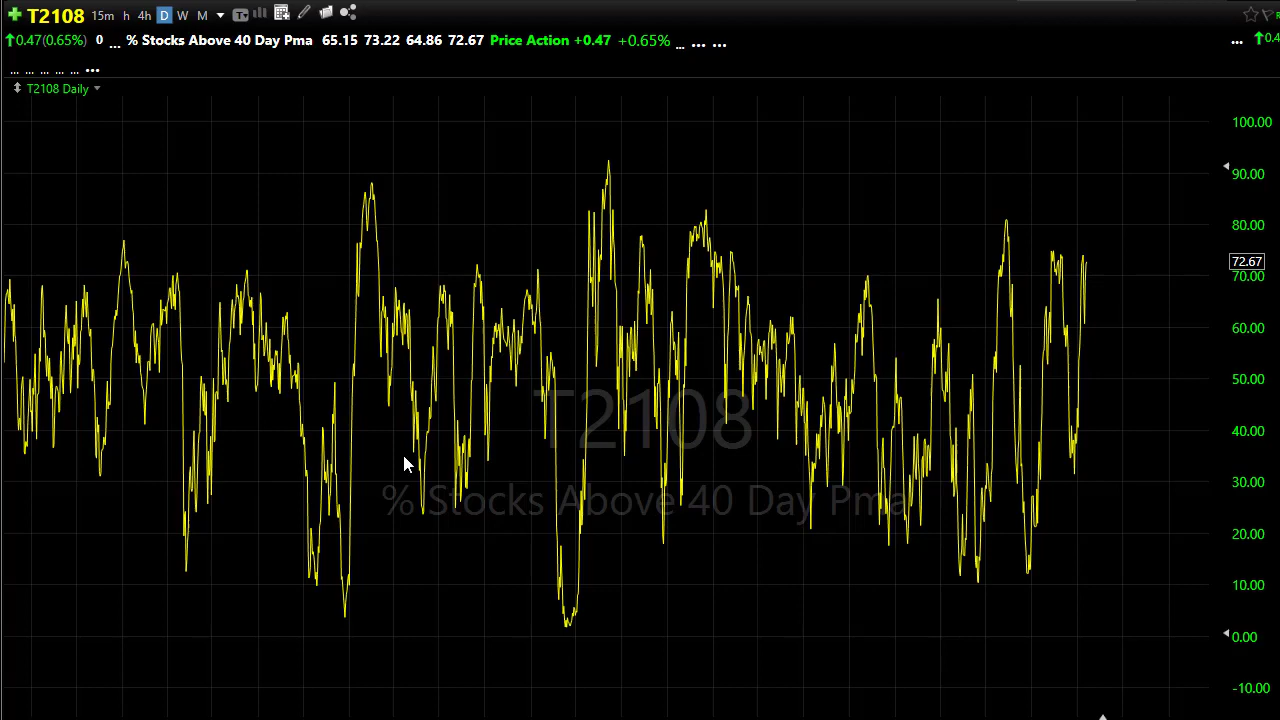 T2108 15m h 4h D W M T
0.47(0.65%) 0 ... % Stocks Above 40 Day Pma 65.15 73.22 64.86 72.67 Price Action +0.47 +0.65% ... ... ... ... 0.4
... ... ... ... ... ...
T2108 Daily
100.00
90.00
80.00
72.67
70.00
60.00
50.00
T2108
40.00
30.00
% Stocks Above 40 Day Pma
20.00
10.00
0.00
-10.00